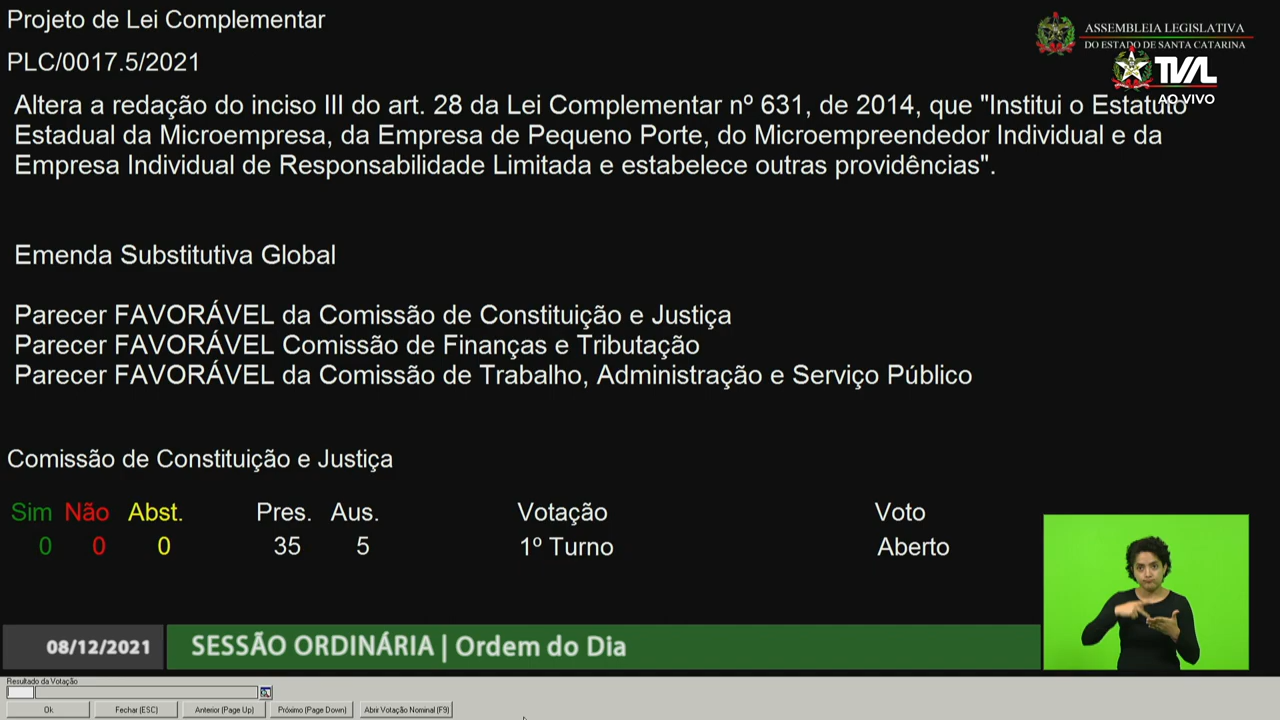 Projeto de Lei Complementar
ASSEMBLEIA LEGISLATIVA
DO ESTADO DE SANTA CATARINA
PLC/0017.5/2021
TVAL
AO VIVO
Altera a redação do inciso III do art. 28 da Lei Complementar nº 631, de 2014, que "Institui o Estatuto
Estadual da Microempresa, da Empresa de Pequeno Porte, do Microempreendedor Individual e da
Empresa Individual de Responsabilidade Limitada e estabelece outras providências".
Emenda Substitutiva Global
Parecer FAVORÁVEL da Comissão de Constituição e Justiça
Parecer FAVORÁVEL Comissão de Finanças e Tributação
Parecer FAVORÁVEL da Comissão de Trabalho, Administração e Serviço Público
Comissão de Constituição e Justiça
Sim Não Abst. Pres. Aus. Votação Voto
0 0 0 35 5 1º Turno Aberto
08/12/2021 SESSÃO ORDINÁRIA | Ordem do Dia
Resultado da Votação
Ok Fechar (ESC) Anterior (Page Up) Próximo (Page Down) Abrir Votação Nominal (F9)